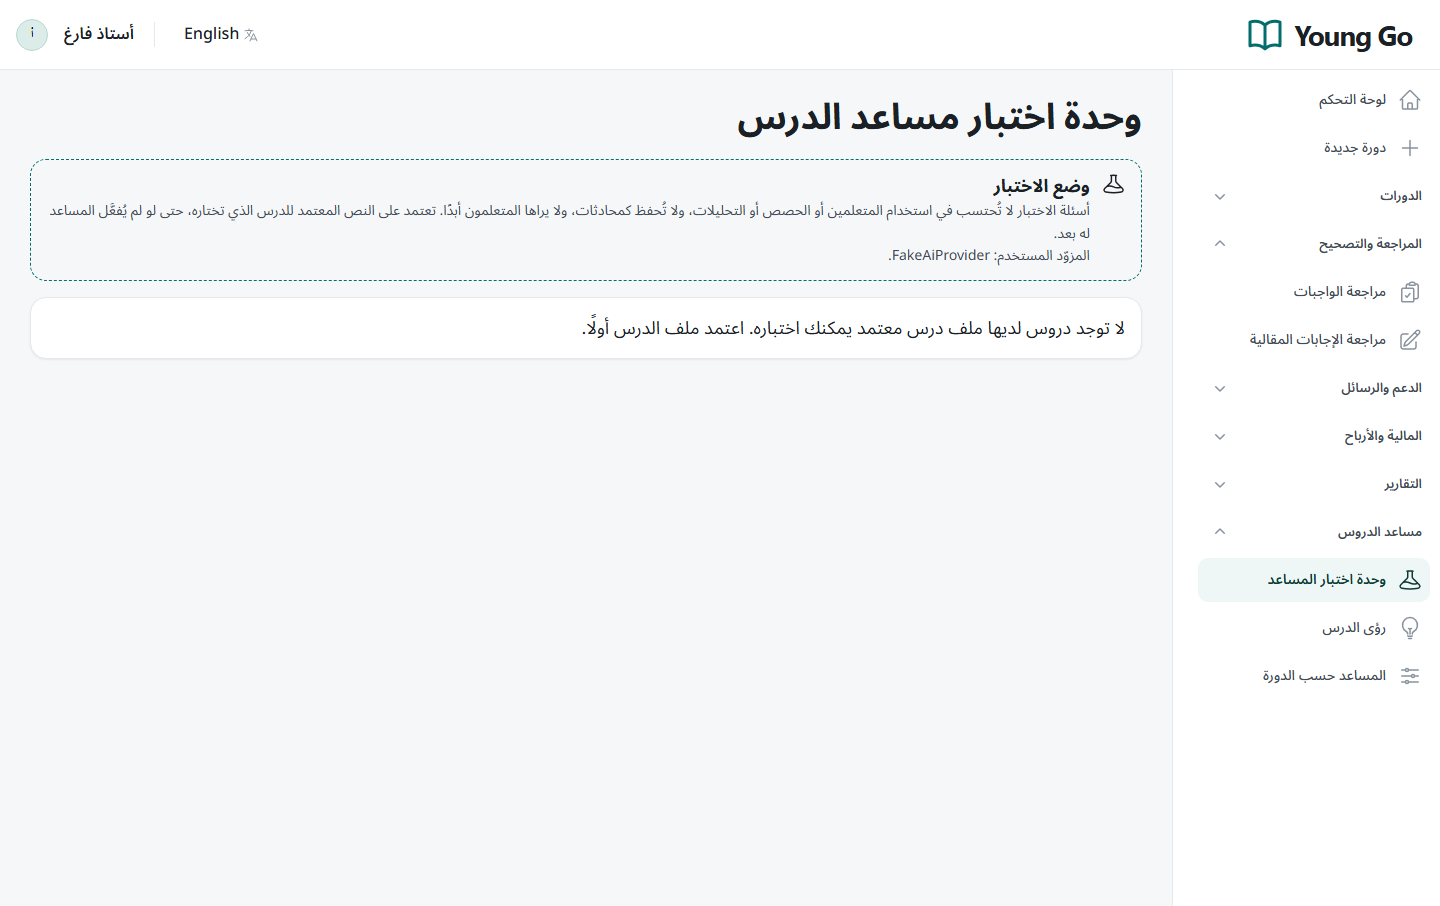 Young Go
English
أستاذ فارغ
أ
لوحة التحكم
دورة جديدة
الدورات
المراجعة والتصحيح
مراجعة الواجبات
مراجعة الإجابات المقالية
الدعم والرسائل
المالية والأرباح
التقارير
مساعد الدروس
وحدة اختبار المساعد
رؤى الدرس
المساعد حسب الدورة
وحدة اختبار مساعد الدرس
وضع الاختبار
أسئلة الاختبار لا تُحتسب في استخدام المتعلمين أو الحصص أو التحليلات، ولا تُحفظ كمحادثات، ولا يراها المتعلمون أبدًا. تعتمد على النص المعتمد للدرس الذي تختاره، حتى لو لم يُفعَّل المساعد
له بعد.
المزوّد المستخدم: FakeAiProvider.
لا توجد دروس لديها ملف درس معتمد يمكنك اختباره. اعتمد ملف الدرس أولًا.